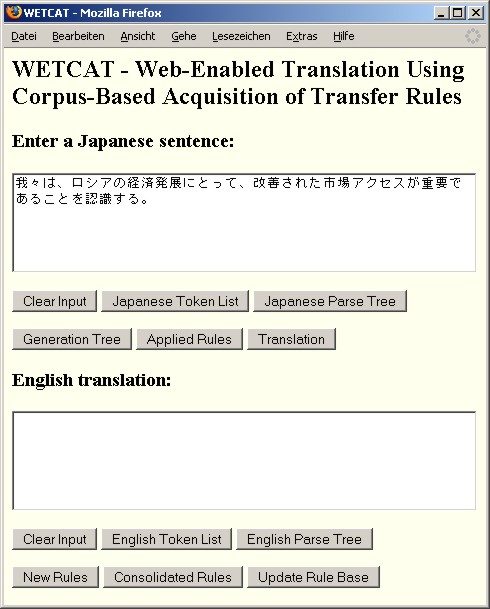 WETCAT - Mozilla Firefox
Datei Bearbeiten Ansicht Gehe Lesezeichen Extras Hilfe
WETCAT - Web-Enabled Translation Using
Corpus-Based Acquisition of Transfer Rules
Enter a Japanese sentence:
我々は、ロシアの経済発展にとって、改善された市場アクセスが重要で
あることを認識する。
Clear Input Japanese Token List Japanese Parse Tree
Generation Tree Applied Rules Translation
English translation:
Clear Input English Token List English Parse Tree
New Rules Consolidated Rules Update Rule Base